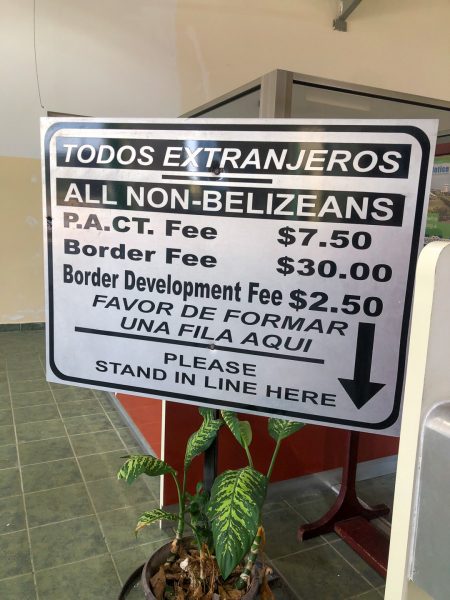 TODOS EXTRANJEROS
ALL NON-BELIZEANS
P.A.CT. Fee $7.50
Border Fee $30.00
Border Development Fee $2.50
FAVOR DE FORMAR
UNA FILA AQUI
PLEASE
STAND IN LINE HERE